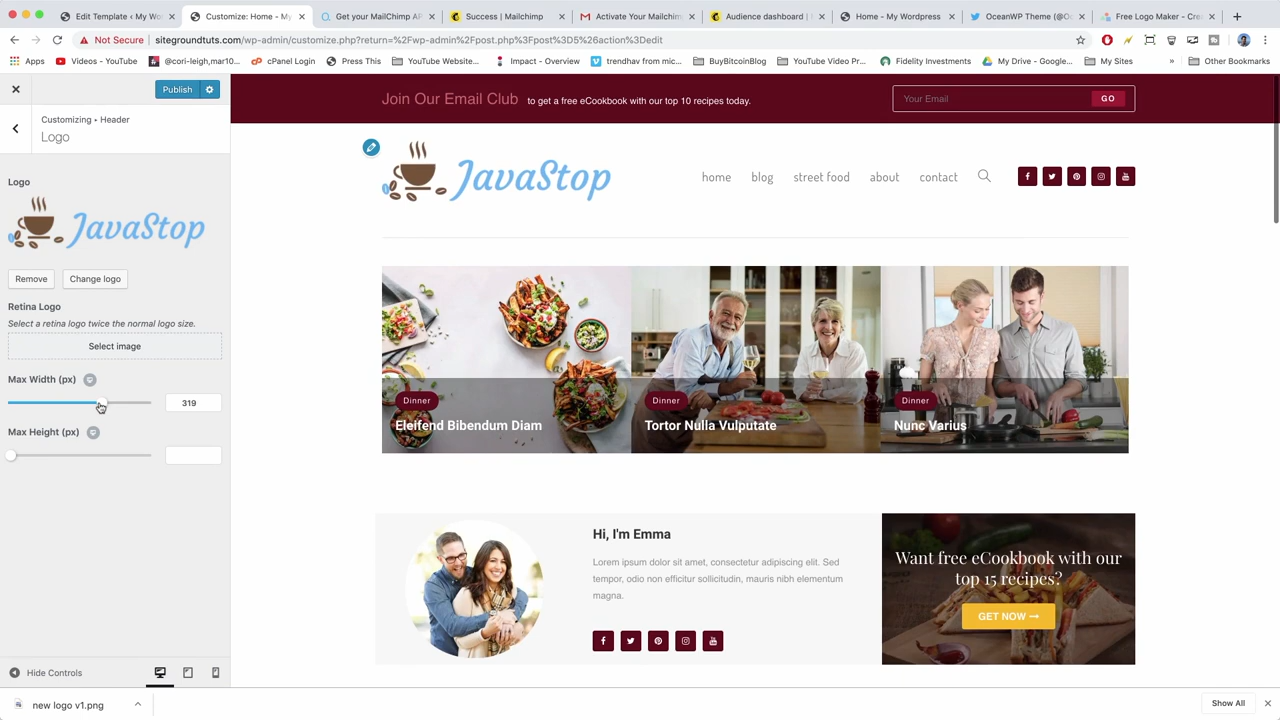 Edit Template ‹ My Wo
Customize: Home - My
Get your MailChimp AP
Success | Mailchimp
Activate Your Mailchim
Audience dashboard |
Home - My Wordpress
OceanWP Theme (@Oc
Free Logo Maker - Cre
Not Secure | sitegroundtuts.com/wp-admin/customize.php?return=%2Fwp-admin%2Fpost.php%3Fpost%3D5%26action%3Dedit
Apps
Videos - YouTube
@cori-leigh,mar10...
cPanel Login
Press This
YouTube Website...
Impact - Overview
trendhav from mic...
BuyBitcoinBlog
YouTube Video Pr...
Fidelity Investments
My Drive - Google...
My Sites
»
Other Bookmarks
Publish
Customizing ▸ Header
Logo
Logo
JavaStop
Remove
Change logo
Retina Logo
Select a retina logo twice the normal logo size.
Select image
Max Width (px)
319
Max Height (px)
Hide Controls
Join Our Email Club to get a free eCookbook with our top 10 recipes today.
Your Email
GO
JavaStop
home
blog
street food
about
contact
Dinner
Eleifend Bibendum Diam
Dinner
Tortor Nulla Vulputate
Dinner
Nunc Varius
Hi, I'm Emma
Lorem ipsum dolor sit amet, consectetur adipiscing elit. Sed
tempor, odio non efficitur sollicitudin, mauris nibh elementum
magna.
Want free eCookbook with our
top 15 recipes?
GET NOW
new logo v1.png
Show All